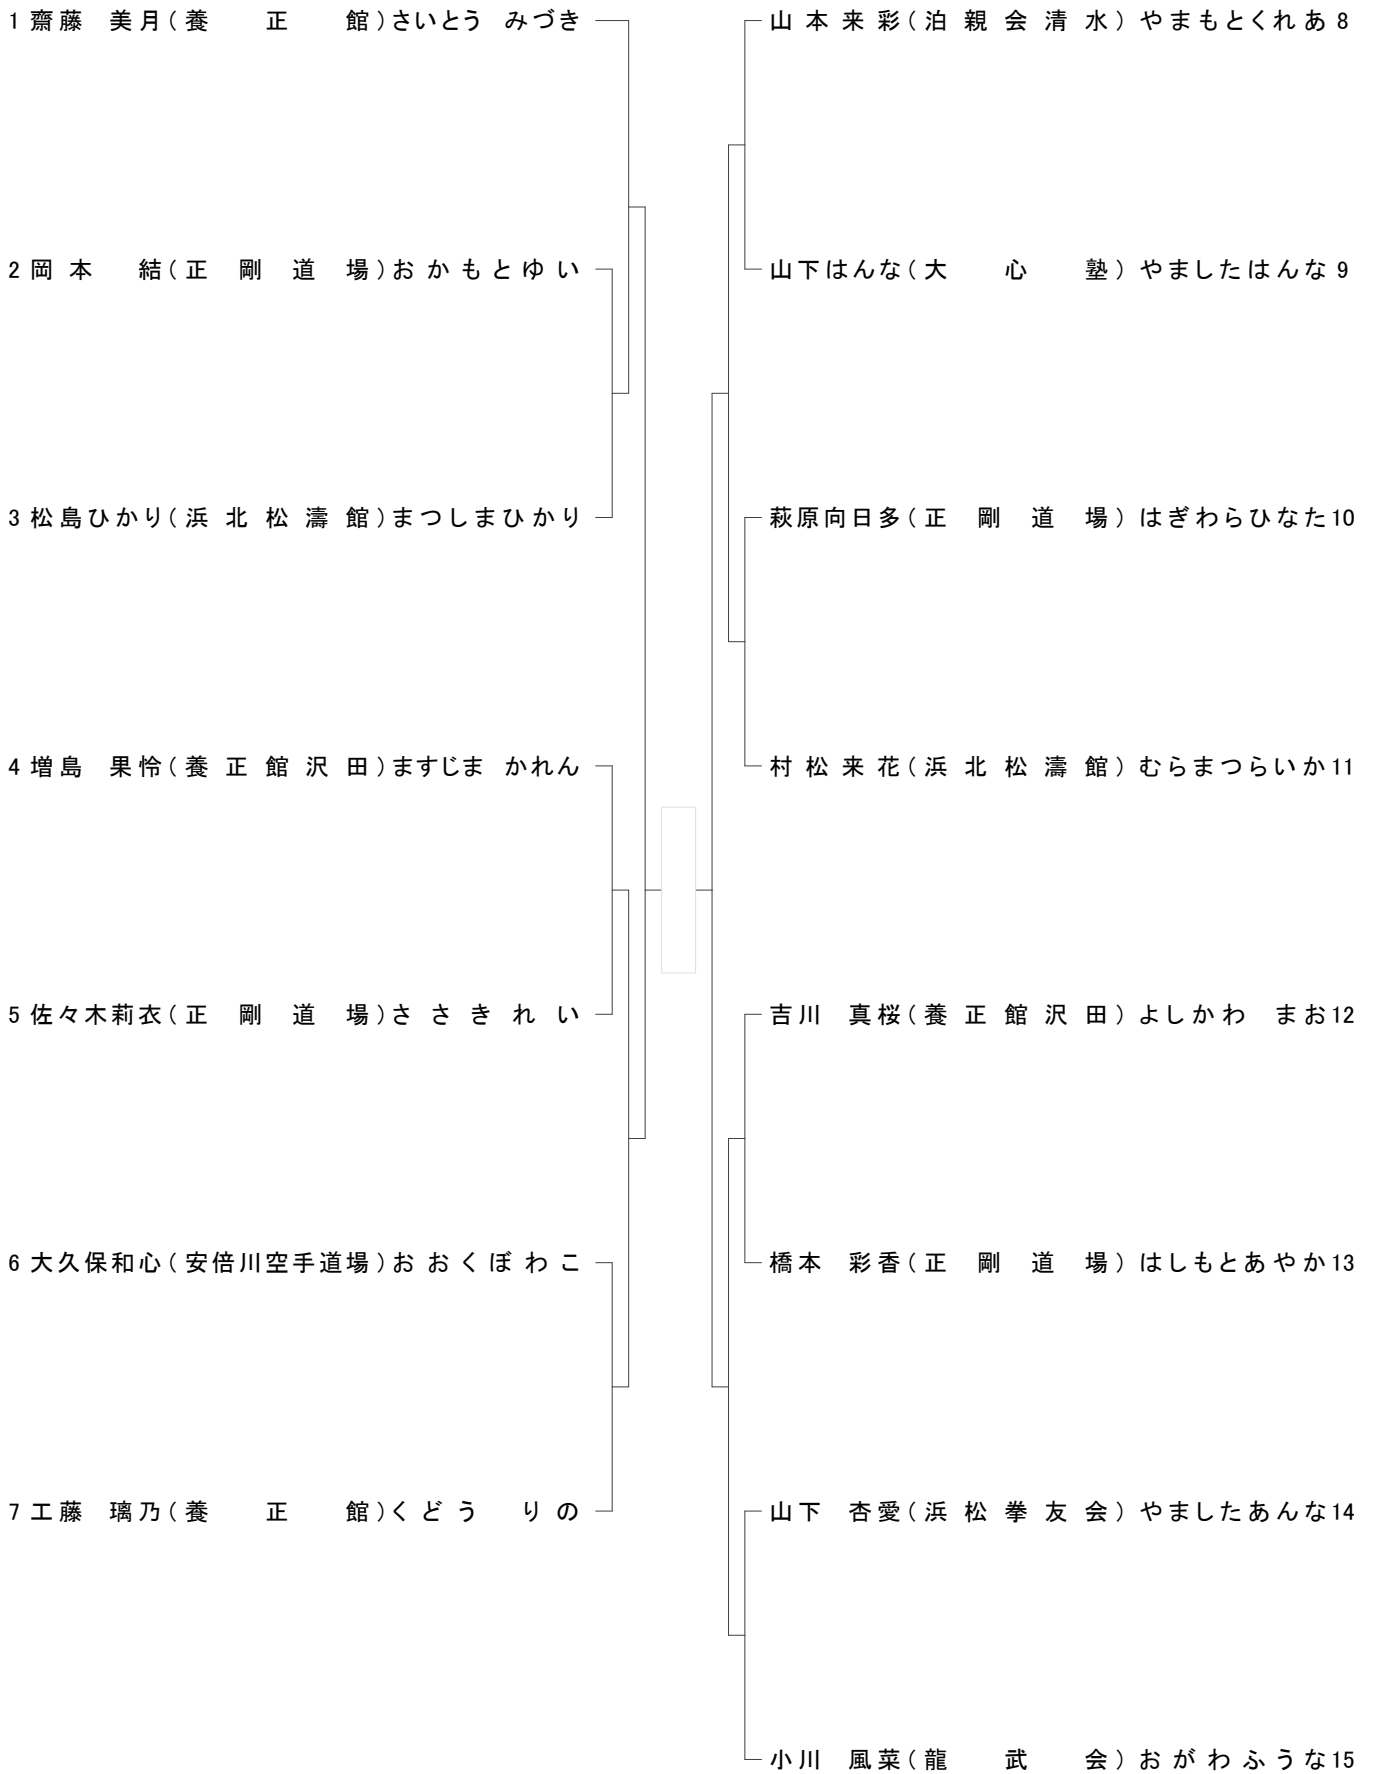 1 齋藤　美月(養正館)さいとう みづき
2 岡本　結(正剛道場)おかもとゆい
3 松島ひかり(浜北松濤館)まつしまひかり
4 増島　果怜(養正館沢田)ますじま かれん
5 佐々木莉衣(正剛道場)ささきれい
6 大久保和心(安倍川空手道場)おおくぼわこ
7 工藤　璃乃(養正館)くどう　りの
山本来彩(泊親会清水)やまもとくれあ 8
山下はんな(大心塾)やましたはんな 9
萩原向日多(正剛道場)はぎわらひなた10
村松来花(浜北松濤館)むらまつらいか11
吉川　真桜(養正館沢田)よしかわ　まお12
橋本　彩香(正剛道場)はしもとあやか13
山下　杏愛(浜松拳友会)やましたあんな14
小川　風菜(龍武会)おがわふうな15